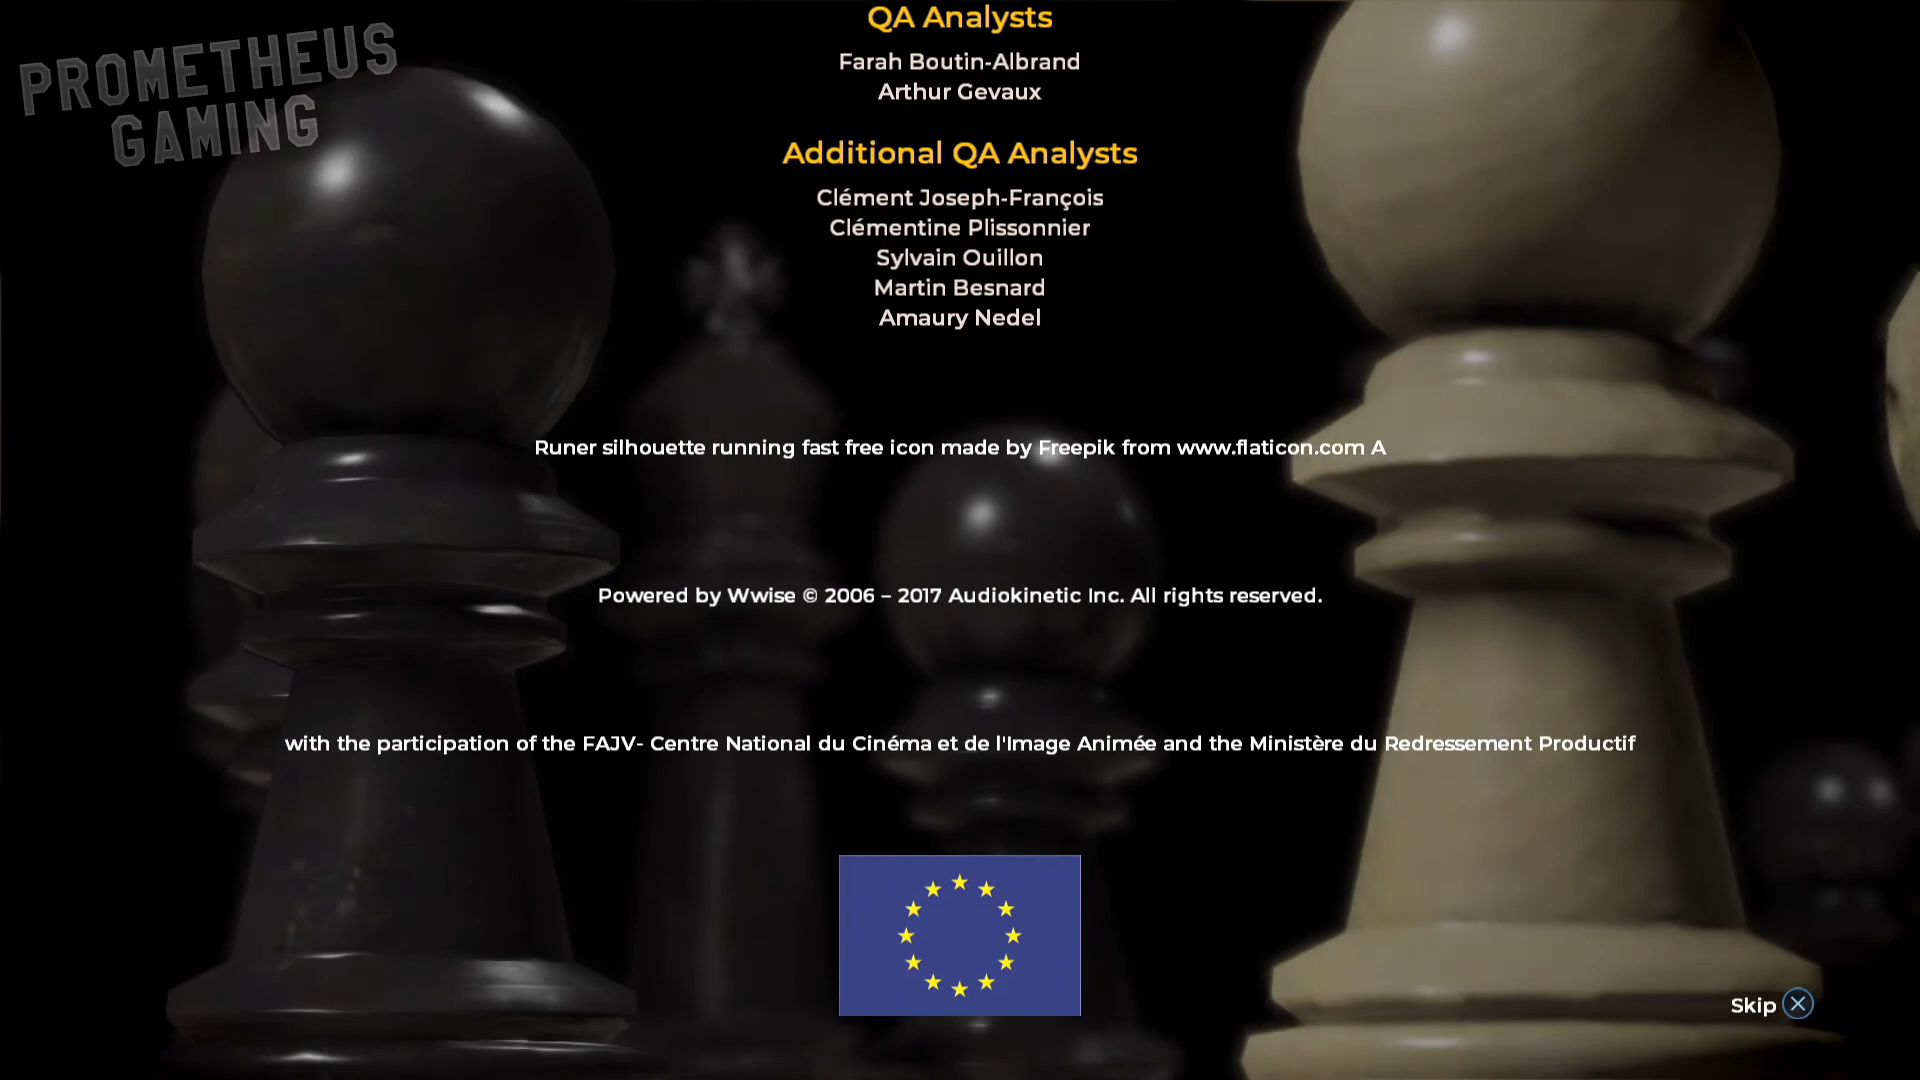 PROMETHEUS
GAMING
QA Analysts
Farah Boutin-Albrand
Arthur Gevaux
Additional QA Analysts
Clément Joseph-François
Clémentine Plissonnier
Sylvain Ouillon
Martin Besnard
Amaury Nedel
Runer silhouette running fast free icon made by Freepik from www.flaticon.com A
Powered by Wwise © 2006 – 2017 Audiokinetic Inc. All rights reserved.
with the participation of the FAJV- Centre National du Cinéma et de l'Image Animée and the Ministère du Redressement Productif
Skip